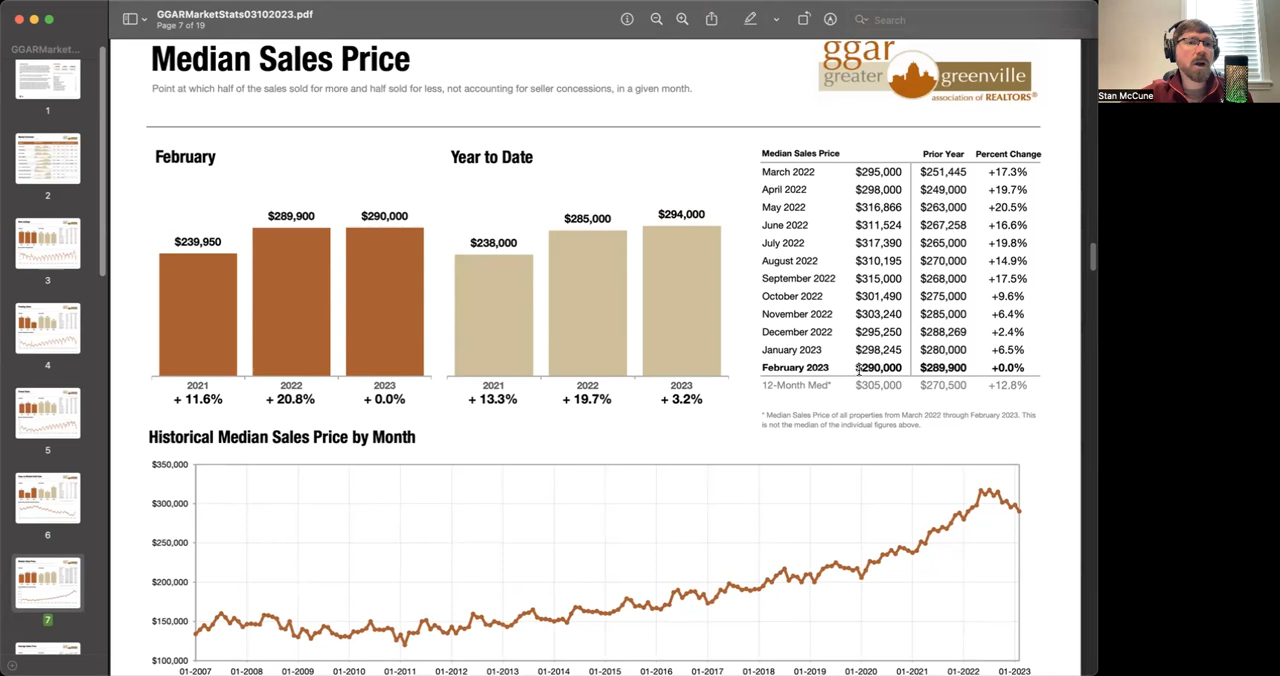 GGARMarketStats03102023.pdf
Page 7 of 19
Search
GGARMarket...
1
2
3
4
5
6
7
Median Sales Price
Point at which half of the sales sold for more and half sold for less, not accounting for seller concessions, in a given month.
ggar
greater greenville
association of REALTORS®
Stan McCune
February
$239,950 $289,900 $290,000
2021 2022 2023
+ 11.6% + 20.8% + 0.0%
Year to Date
$238,000 $285,000 $294,000
2021 2022 2023
+ 13.3% + 19.7% + 3.2%
Median Sales Price Prior Year Percent Change
March 2022 $295,000 $251,445 +17.3%
April 2022 $298,000 $249,000 +19.7%
May 2022 $316,866 $263,000 +20.5%
June 2022 $311,524 $267,258 +16.6%
July 2022 $317,390 $265,000 +19.8%
August 2022 $310,195 $270,000 +14.9%
September 2022 $315,000 $268,000 +17.5%
October 2022 $301,490 $275,000 +9.6%
November 2022 $303,240 $285,000 +6.4%
December 2022 $295,250 $288,269 +2.4%
January 2023 $298,245 $280,000 +6.5%
February 2023 $290,000 $289,900 +0.0%
12-Month Med* $305,000 $270,500 +12.8%
* Median Sales Price of all properties from March 2022 through February 2023. This
is not the median of the individual figures above.
Historical Median Sales Price by Month
$350,000
$300,000
$250,000
$200,000
$150,000
$100,000
01-2007 01-2008 01-2009 01-2010 01-2011 01-2012 01-2013 01-2014 01-2015 01-2016 01-2017 01-2018 01-2019 01-2020 01-2021 01-2022 01-2023